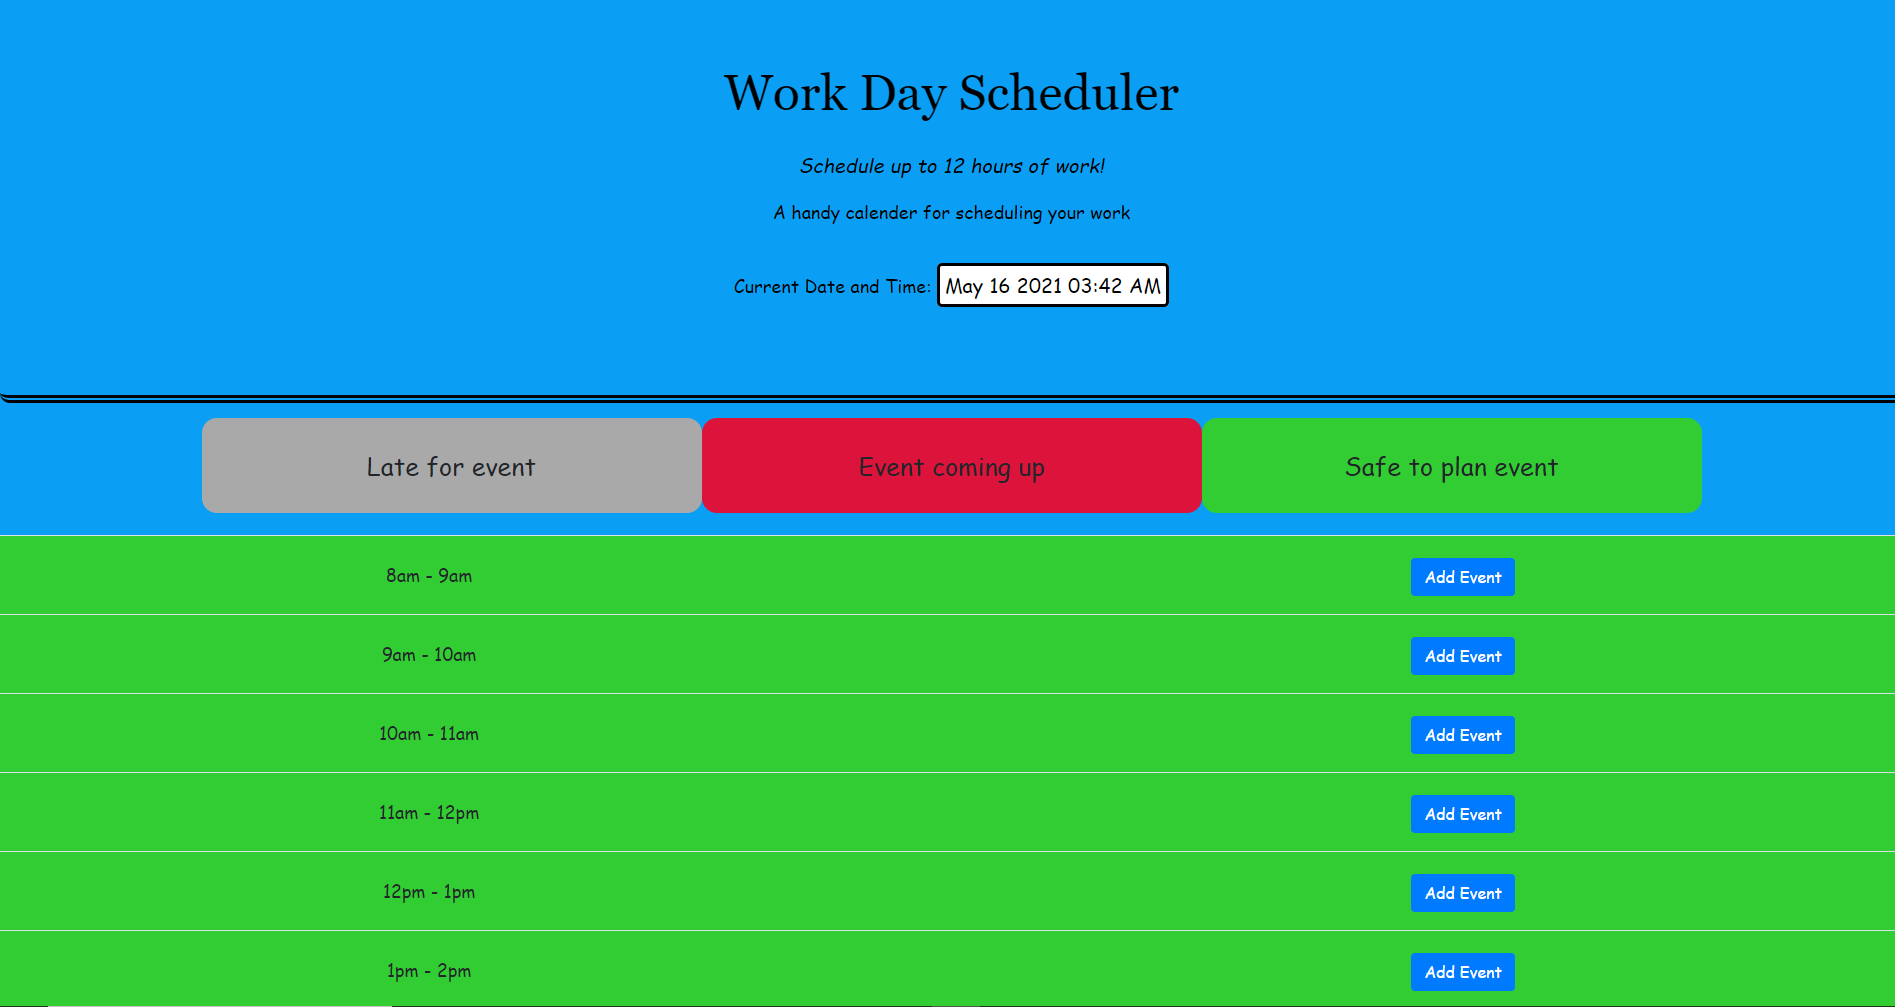 Work Day Scheduler
Schedule up to 12 hours of work!
A handy calender for scheduling your work
Current Date and Time: May 16 2021 03:42 AM
Late for event Event coming up Safe to plan event
8am - 9am Add Event
9am - 10am Add Event
10am - 11am Add Event
11am - 12pm Add Event
12pm - 1pm Add Event
1pm - 2pm Add Event